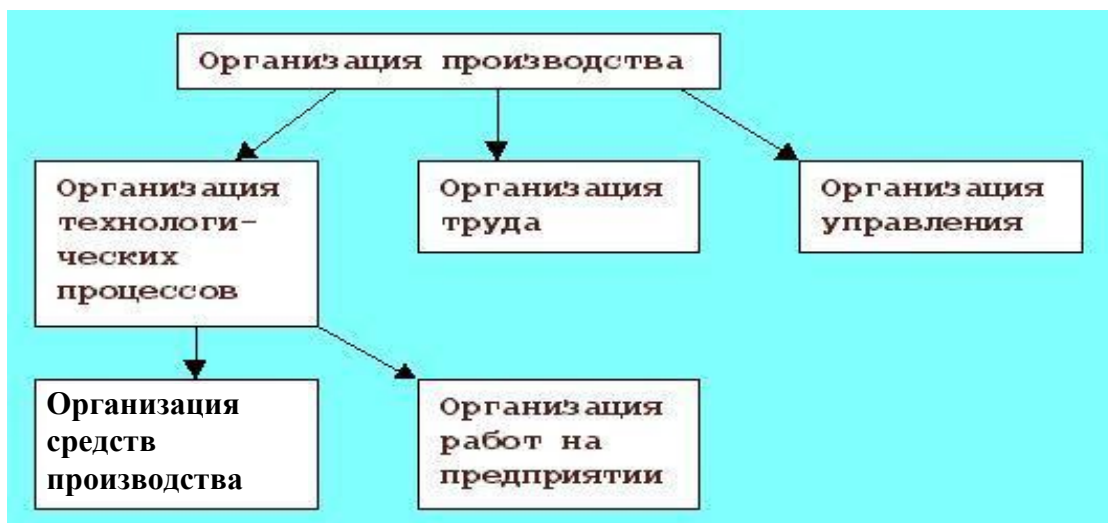 Организация производства
Организация
технологи-
ческих
процессов
Организация
труда
Организация
управления
Организация
средств
производства
Организация
работ на
предприятии